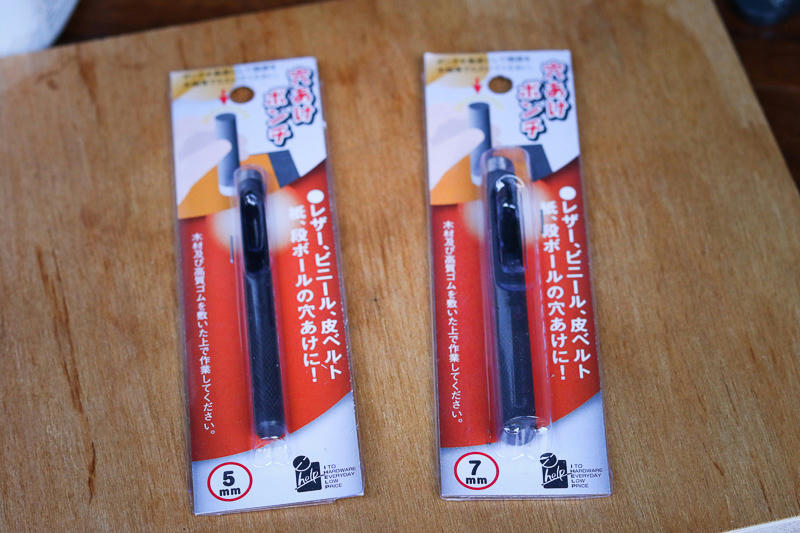 穴あけ
ポンチ
●レザー、ビニール、皮ベルト
紙、段ボールの穴あけに!
木材及び高質ゴムを敷いた上で作業してください。
5
mm
help
I TO
HARDWARE
EVERYDAY
LOW
PRICE
穴あけ
ポンチ
●レザー、ビニール、皮ベルト
紙、段ボールの穴あけに!
木材及び高質ゴムを敷いた上で作業してください。
7
mm
help
I TO
HARDWARE
EVERYDAY
LOW
PRICE